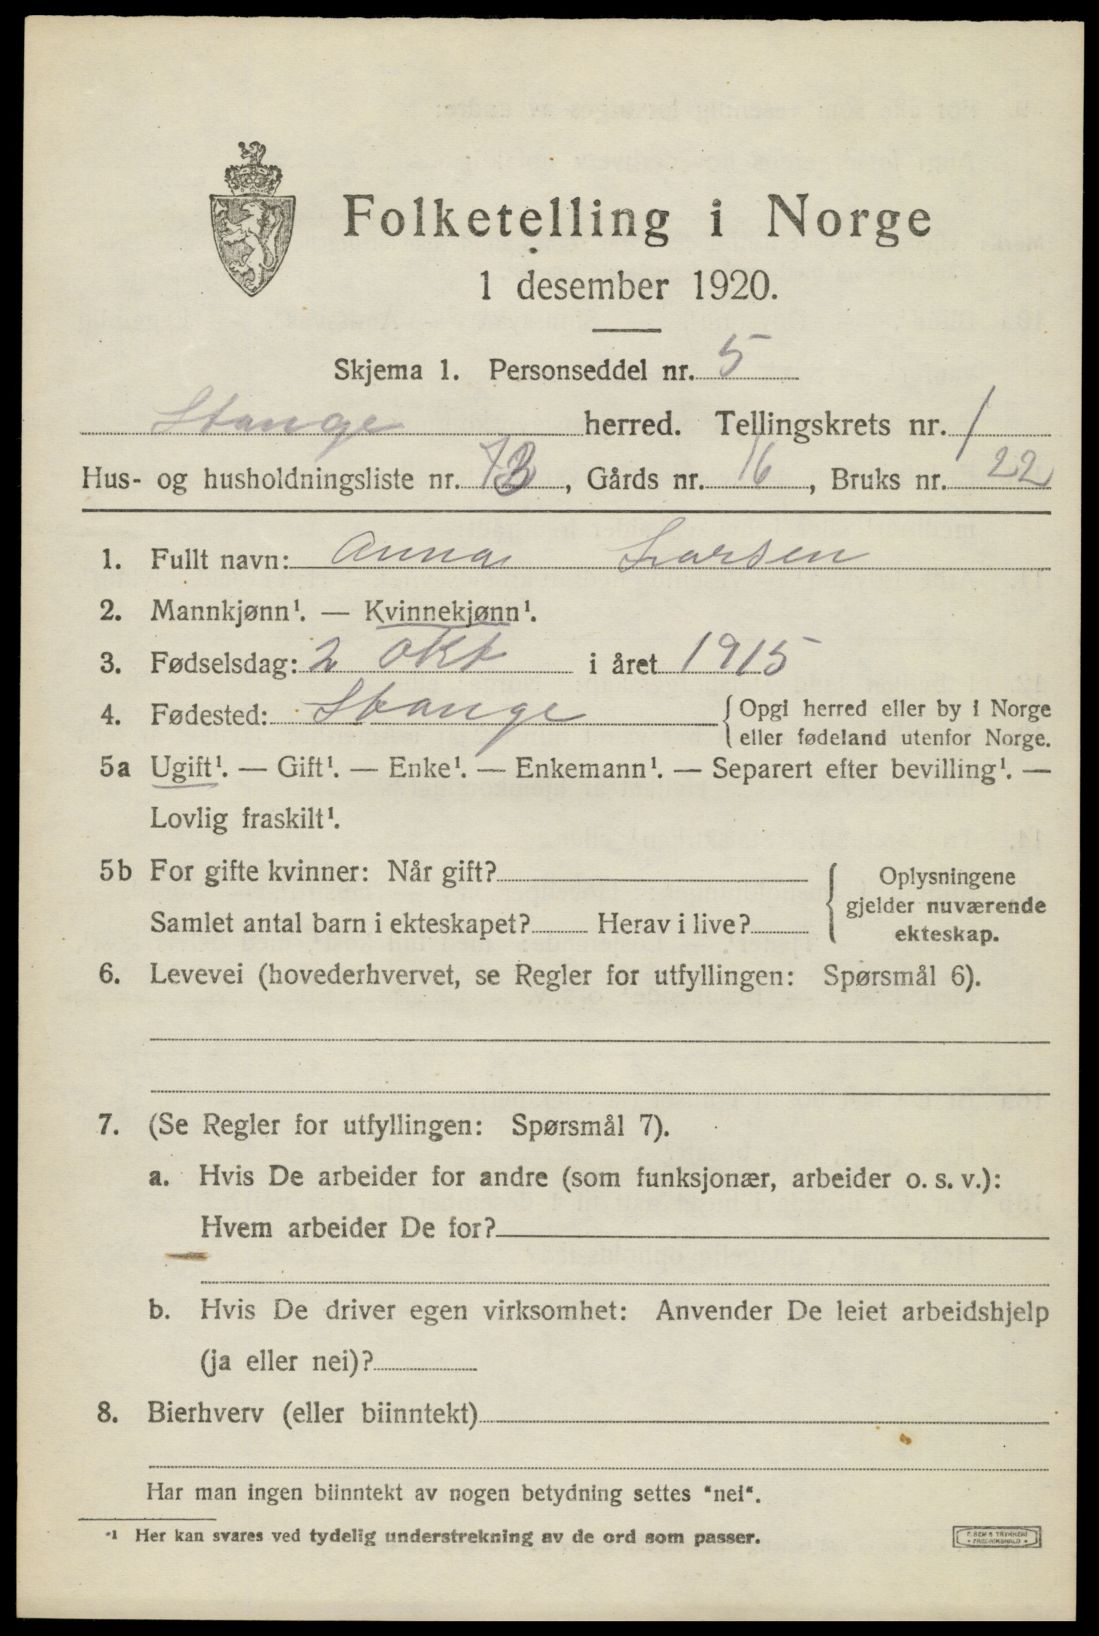 Folketelling i Norge
1 desember 1920.
Skjema 1. Personseddel nr. 5
Stange herred. Tellingskrets nr. 1
Hus- og husholdningsliste nr. 73, Gårds nr. 16, Bruks nr. 22
1. Fullt navn: Anna Larsen
2. Mannkjønn¹. — Kvinnekjønn¹.
3. Fødselsdag: 2 okt i året 1915
4. Fødested: Stange { Opgi herred eller by i Norge
eller fødeland utenfor Norge.
5a Ugift¹. — Gift¹. — Enke¹. — Enkemann¹. — Separert efter bevilling¹. —
Lovlig fraskilt¹.
5b For gifte kvinner: Når gift?
Samlet antal barn i ekteskapet? Herav i live?
{ Oplysningene
gjelder nuværende
ekteskap.
6. Levevei (hovederhvervet, se Regler for utfyllingen: Spørsmål 6).
7. (Se Regler for utfyllingen: Spørsmål 7).
a. Hvis De arbeider for andre (som funksjonær, arbeider o. s. v.):
Hvem arbeider De for?
b. Hvis De driver egen virksomhet: Anvender De leiet arbeidshjelp
(ja eller nei)?
8. Bierhverv (eller biinntekt)
Har man ingen biinntekt av nogen betydning settes "nei".
¹ Her kan svares ved tydelig understrekning av de ord som passer.